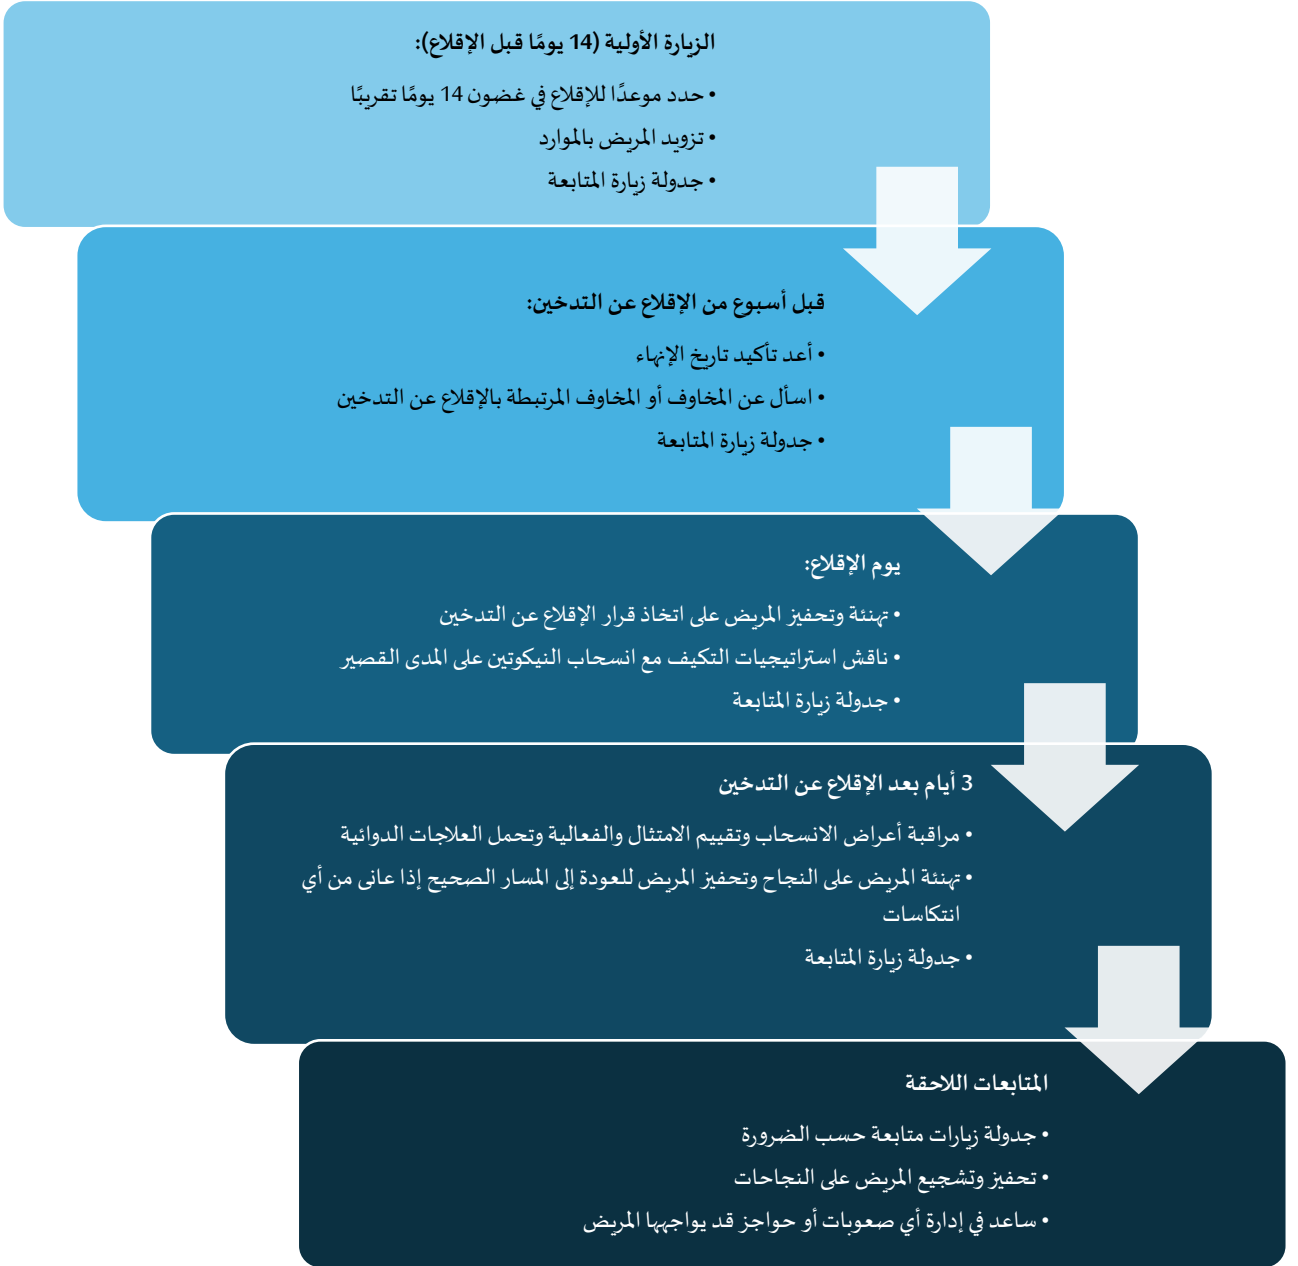 الزيارة الأولية (14 يومًا قبل الإقلاع):
• حدد موعدًا للإقلاع في غضون 14 يومًا تقريبًا
• تزويد المريض بالموارد
• جدولة زيارة المتابعة
قبل أسبوع من الإقلاع عن التدخين:
• أعد تأكيد تاريخ الإنهاء
• اسأل عن المخاوف أو المخاوف المرتبطة بالإقلاع عن التدخين
• جدولة زيارة المتابعة
يوم الإقلاع:
• تهنئة وتحفيز المريض على اتخاذ قرار الإقلاع عن التدخين
• ناقش استراتيجيات التكيف مع انسحاب النيكوتين على المدى القصير
• جدولة زيارة المتابعة
3 أيام بعد الإقلاع عن التدخين
• مراقبة أعراض الانسحاب وتقييم الامتثال والفعالية وتحمل العلاجات الدوائية
• تهنئة المريض على النجاح وتحفيز المريض للعودة إلى المسار الصحيح إذا عانى من أي
انتكاسات
• جدولة زيارة المتابعة
المتابعات اللاحقة
• جدولة زيارات متابعة حسب الضرورة
• تحفيز وتشجيع المريض على النجاحات
• ساعد في إدارة أي صعوبات أو حواجز قد يواجهها المريض